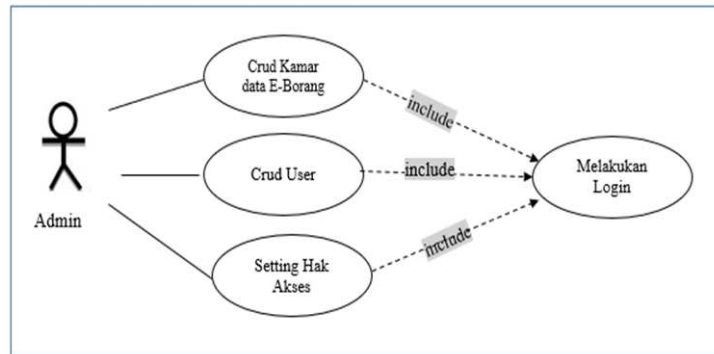 Crud Kamar
data E-Borang
include
Crud User
include
Melakukan
Login
Admin
Setting Hak
Akses
include